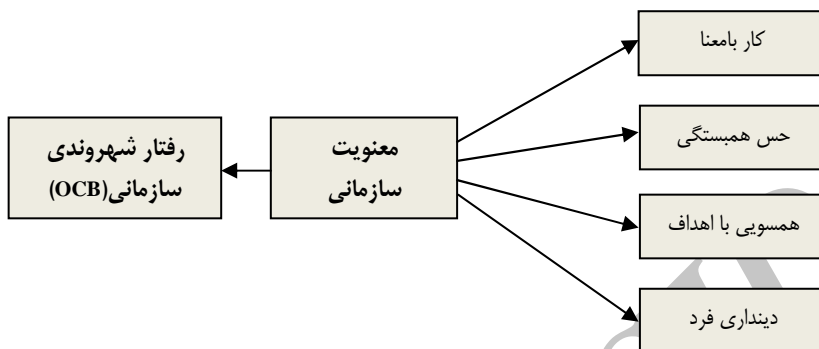 کار بامعنا
حس همبستگی
همسویی با اهداف
دینداری فرد
معنویت
سازمانی
رفتار شهروندی
سازمانی(OCB)